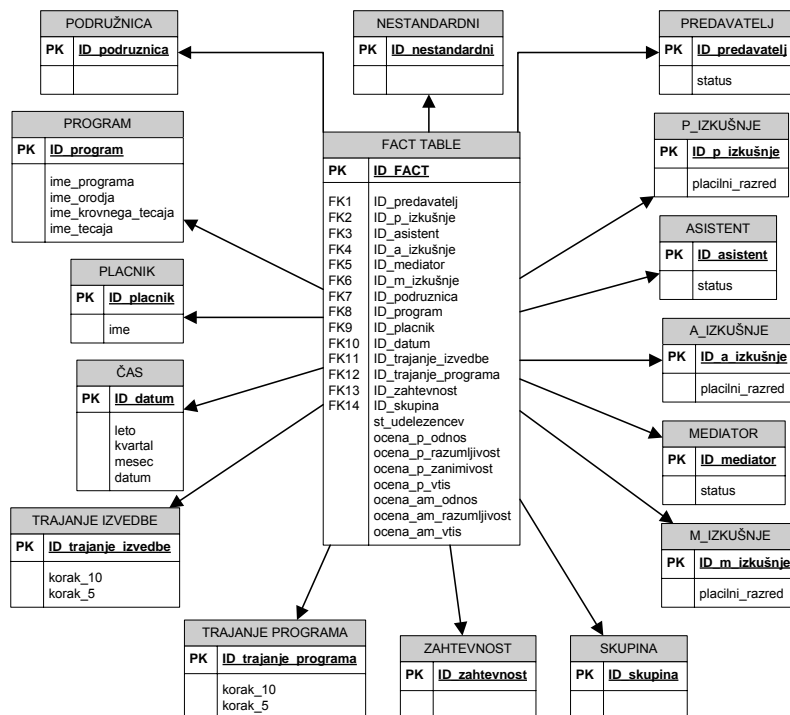 PODRUŽNICA
PK ID_podruznica
NESTANDARDNI
PK ID_nestandardni
PREDAVATELJ
PK ID_predavatelj
status
PROGRAM
PK ID_program
ime_programa
ime_orodja
ime_krovnega_tecaja
ime_tecaja
FACT TABLE
PK ID_FACT
FK1 ID_predavatelj
FK2 ID_p_izkušnje
FK3 ID_asistent
FK4 ID_a_izkušnje
FK5 ID_mediator
FK6 ID_m_izkušnje
FK7 ID_podruznica
FK8 ID_program
FK9 ID_placnik
FK10 ID_datum
FK11 ID_trajanje_izvedbe
FK12 ID_trajanje_programa
FK13 ID_zahtevnost
FK14 ID_skupina
st_udelezencev
ocena_p_odnos
ocena_p_razumljivost
ocena_p_zanimivost
ocena_p_vtis
ocena_am_odnos
ocena_am_razumljivost
ocena_am_vtis
P_IZKUŠNJE
PK ID_p_izkušnje
placilni_razred
ASISTENT
PK ID_asistent
status
PLACNIK
PK ID_placnik
ime
A_IZKUŠNJE
PK ID_a_izkušnje
placilni_razred
ČAS
PK ID_datum
leto
kvartal
mesec
datum
MEDIATOR
PK ID_mediator
status
TRAJANJE IZVEDBE
PK ID_trajanje_izvedbe
korak_10
korak_5
M_IZKUŠNJE
PK ID_m_izkušnje
placilni_razred
TRAJANJE PROGRAMA
PK ID_trajanje_programa
korak_10
korak_5
ZAHTEVNOST
PK ID_zahtevnost
SKUPINA
PK ID_skupina